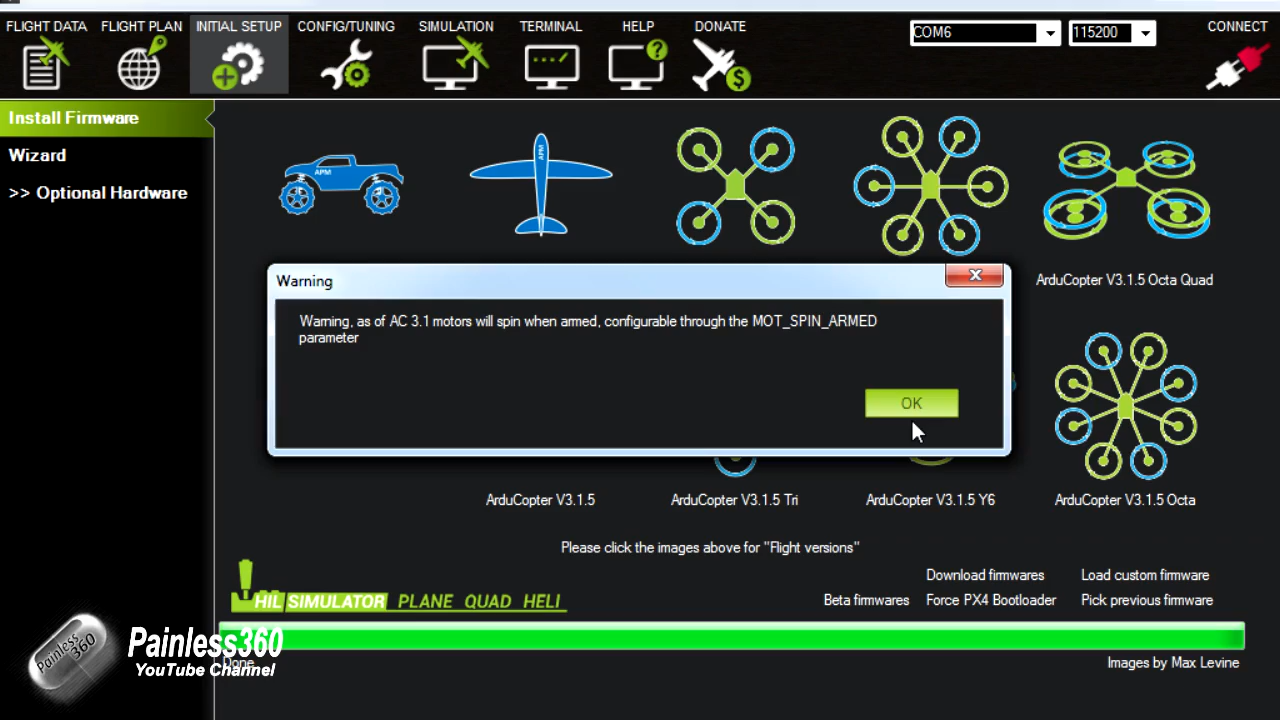 FLIGHT DATA FLIGHT PLAN INITIAL SETUP CONFIG/TUNING SIMULATION TERMINAL HELP DONATE CONNECT
COM6 115200
Install Firmware
Wizard
>> Optional Hardware
APM
APM
ArduCopter V3.1.5 Octa Quad
Warning
Warning, as of AC 3.1 motors will spin when armed, configurable through the MOT_SPIN_ARMED
parameter
OK
ArduCopter V3.1.5 ArduCopter V3.1.5 Tri ArduCopter V3.1.5 Y6 ArduCopter V3.1.5 Octa
Please click the images above for "Flight versions"
Download firmwares Load custom firmware
HIL SIMULATOR PLANE QUAD HELI
Beta firmwares Force PX4 Bootloader Pick previous firmware
Done
Images by Max Levine
Painless 360
Painless360
YouTube Channel